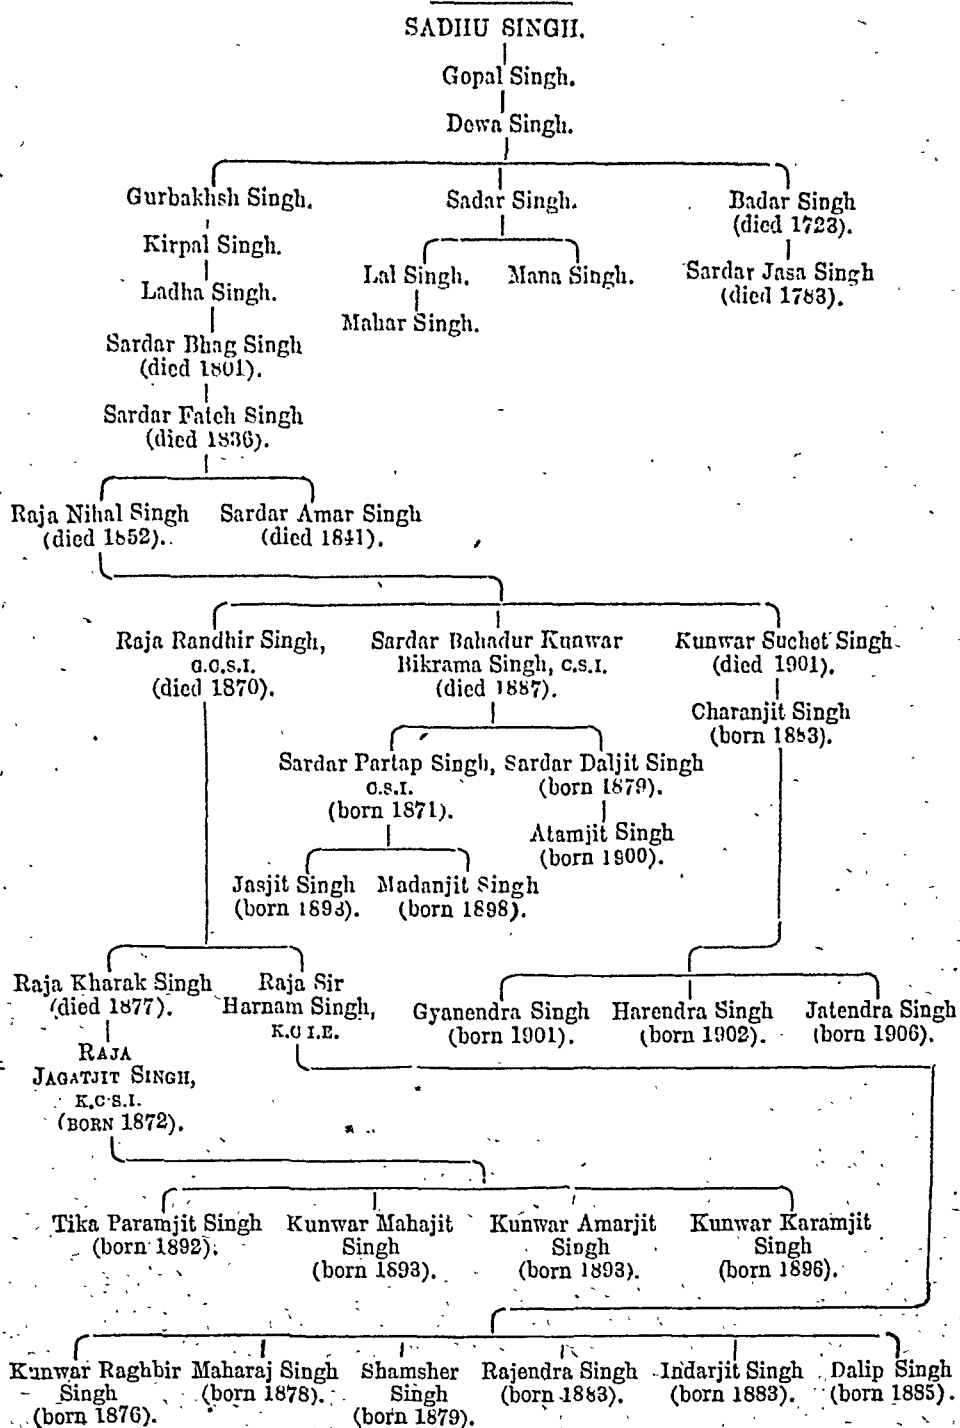 SADHU SINGH.
Gopal Singh.
Dewa Singh.
Gurbakhsh Singh. Sadar Singh. Badar Singh
(died 1723).
Kirpal Singh.
Lal Singh. Mana Singh. Sardar Jasa Singh
(died 1783).
Ladha Singh.
Mahar Singh.
Sardar Bhag Singh
(died 1801).
Sardar Fateh Singh
(died 1836).
Raja Nihal Singh Sardar Amar Singh
(died 1852). (died 1841).
Raja Randhir Singh, Sardar Bahadur Kunwar Kunwar Suchet Singh
G.C.S.I. Bikrama Singh, C.S.I. (died 1901).
(died 1870). (died 1887).
Charanjit Singh
(born 1883).
Sardar Partap Singh, Sardar Daljit Singh
C.S.I. (born 1879).
(born 1871).
Atamjit Singh
(born 1900).
Jasjit Singh Madanjit Singh
(born 1893). (born 1898).
Raja Kharak Singh Raja Sir
(died 1877). Harnam Singh,
K.C I.E.
Gyanendra Singh Harendra Singh Jatendra Singh
(born 1901). (born 1902). (born 1906).
RAJA
JAGATJIT SINGH,
K.C.S.I.
(BORN 1872).
Tika Paramjit Singh Kunwar Mahajit Kunwar Amarjit Kunwar Karamjit
(born 1892). Singh Singh Singh
(born 1893). (born 1893). (born 1896).
Kunwar Raghbir Maharaj Singh Shamsher Rajendra Singh Indarjit Singh Dalip Singh
Singh (born 1878). Singh (born 1883). (born 1883). (born 1885).
(born 1876). (born 1879).